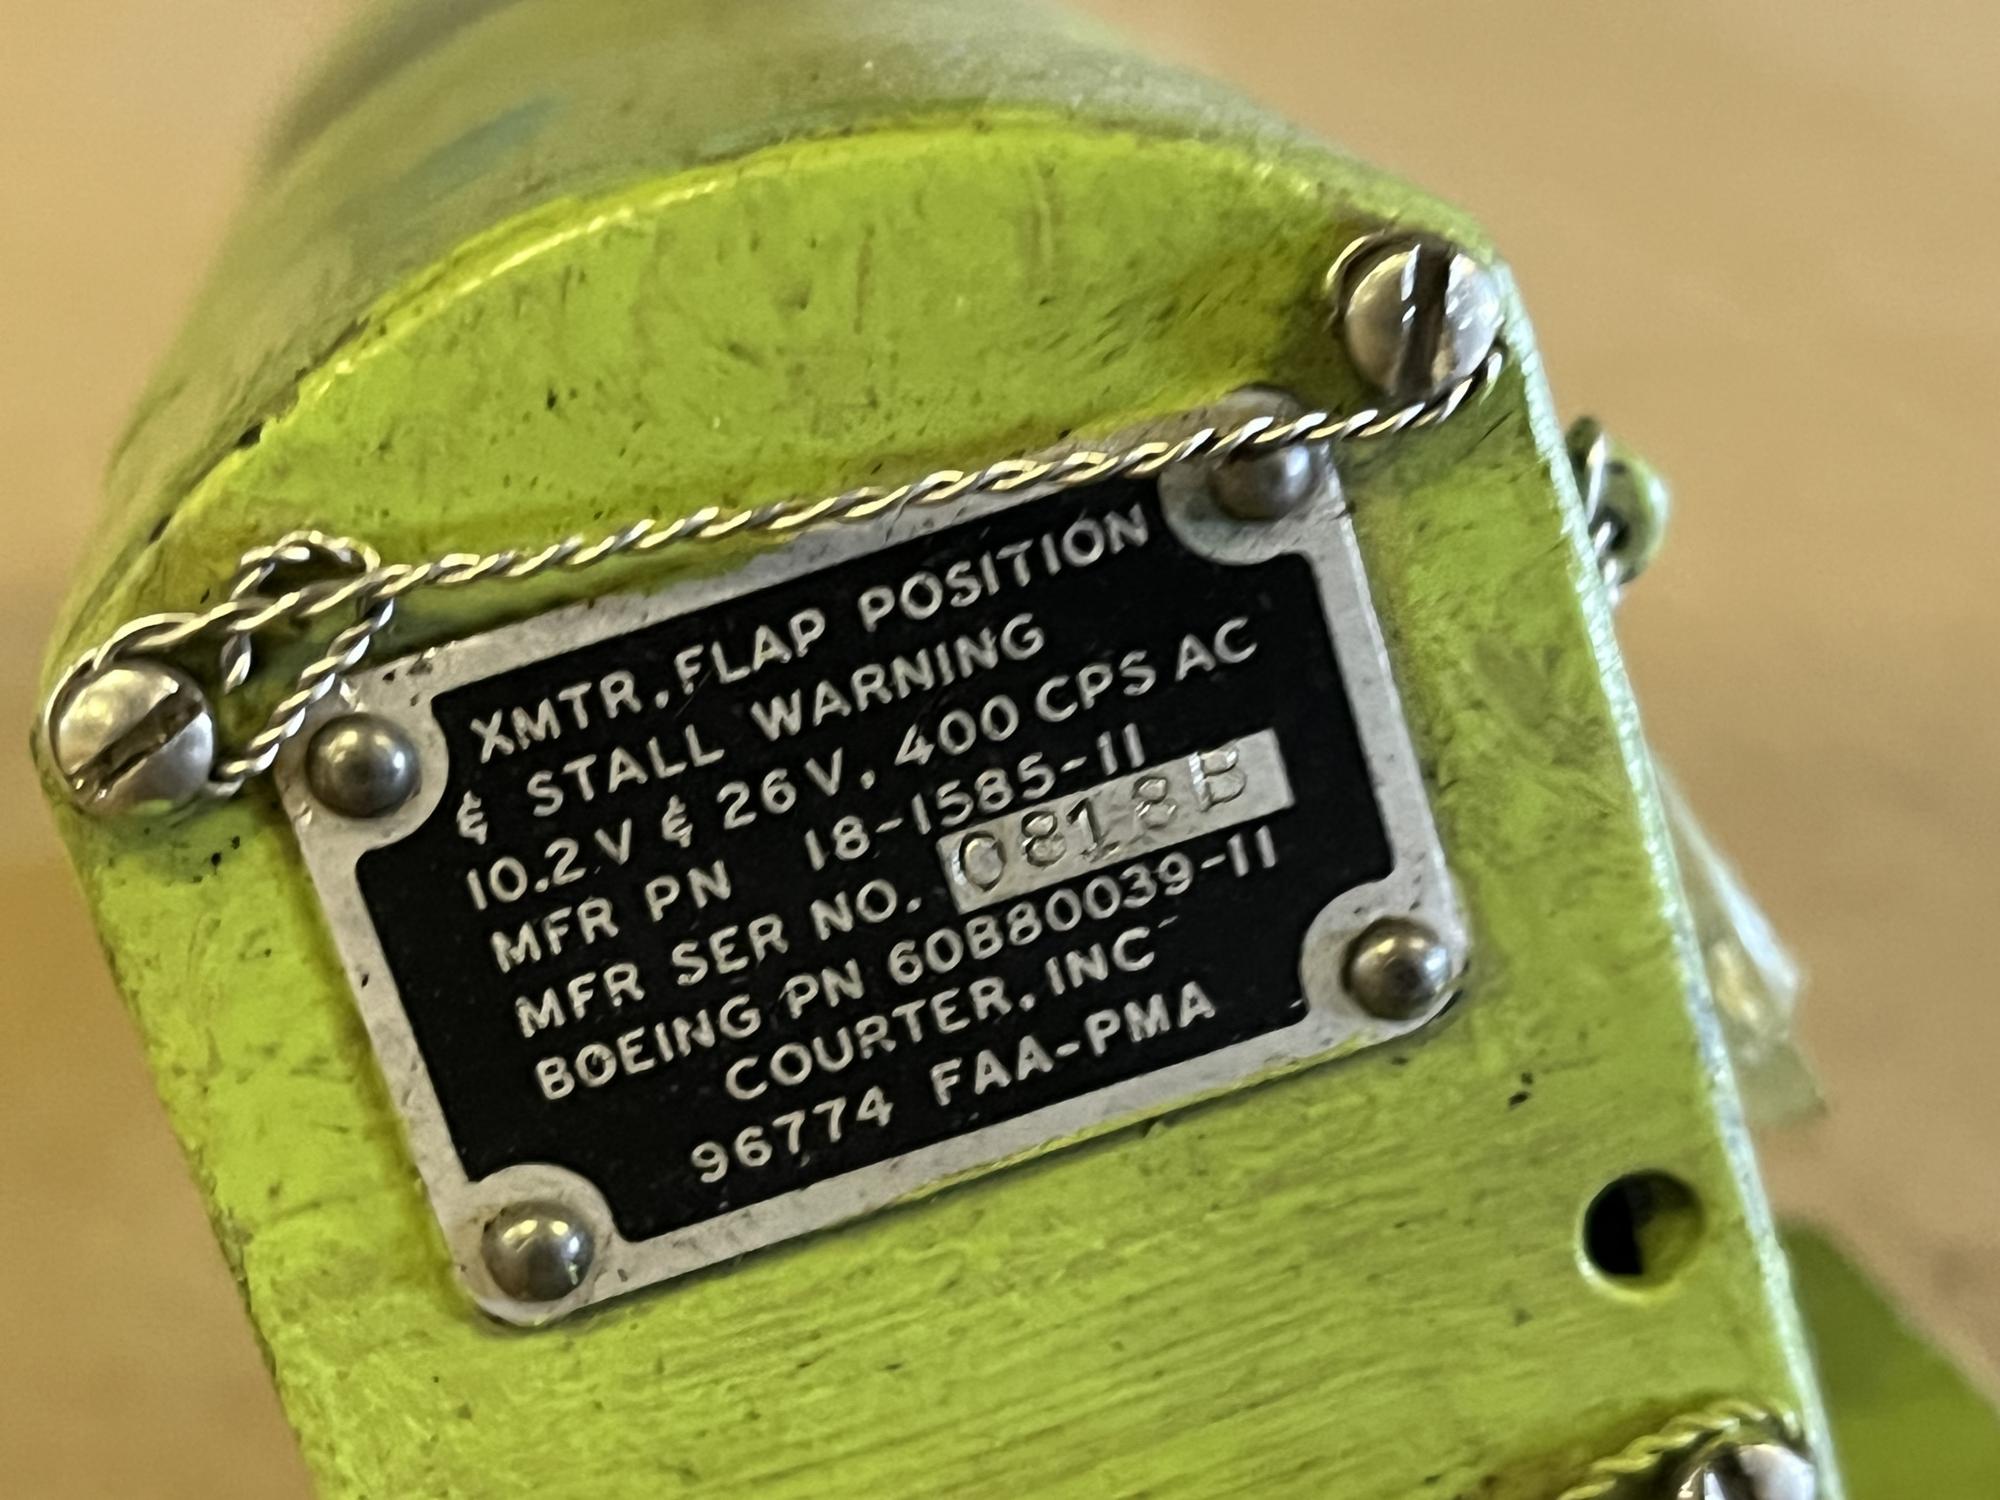 XMTR, FLAP POSITION
& STALL WARNING
10.2 V & 26 V, 400 CPS AC
MFR PN 18-1585-11
MFR SER NO. 0818B
BOEING PN 60B80039-11
COURTER, INC
96774 FAA-PMA